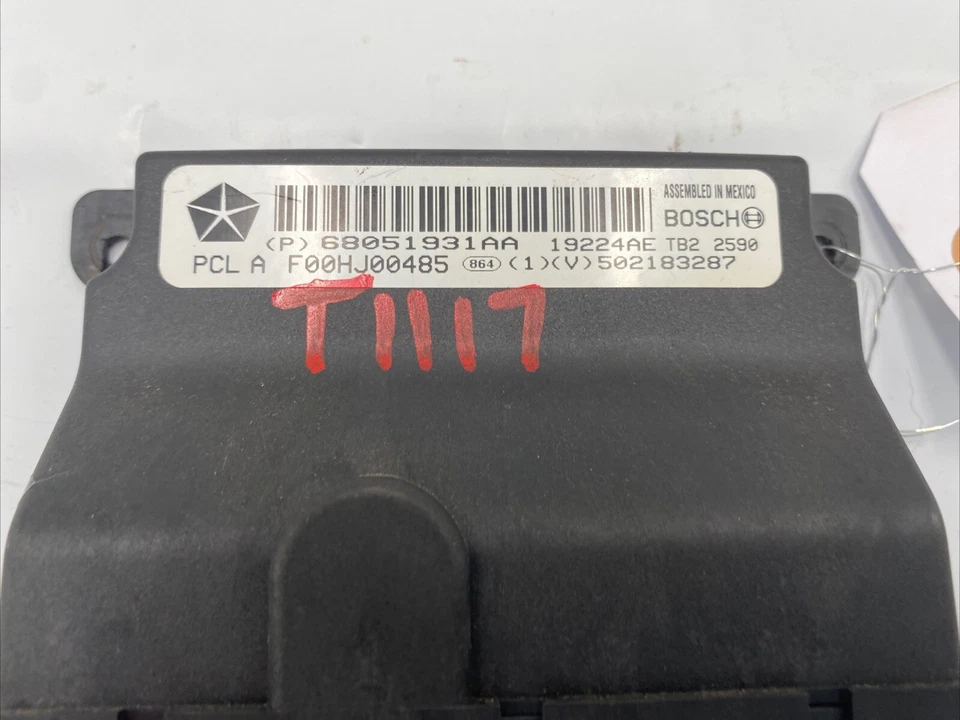 ASSEMBLED IN MEXICO
BOSCH
(P) 68051931AA 19224AE TB2 2590
PCL A F00HJ00485 864 (1)(V)502183287
T1117